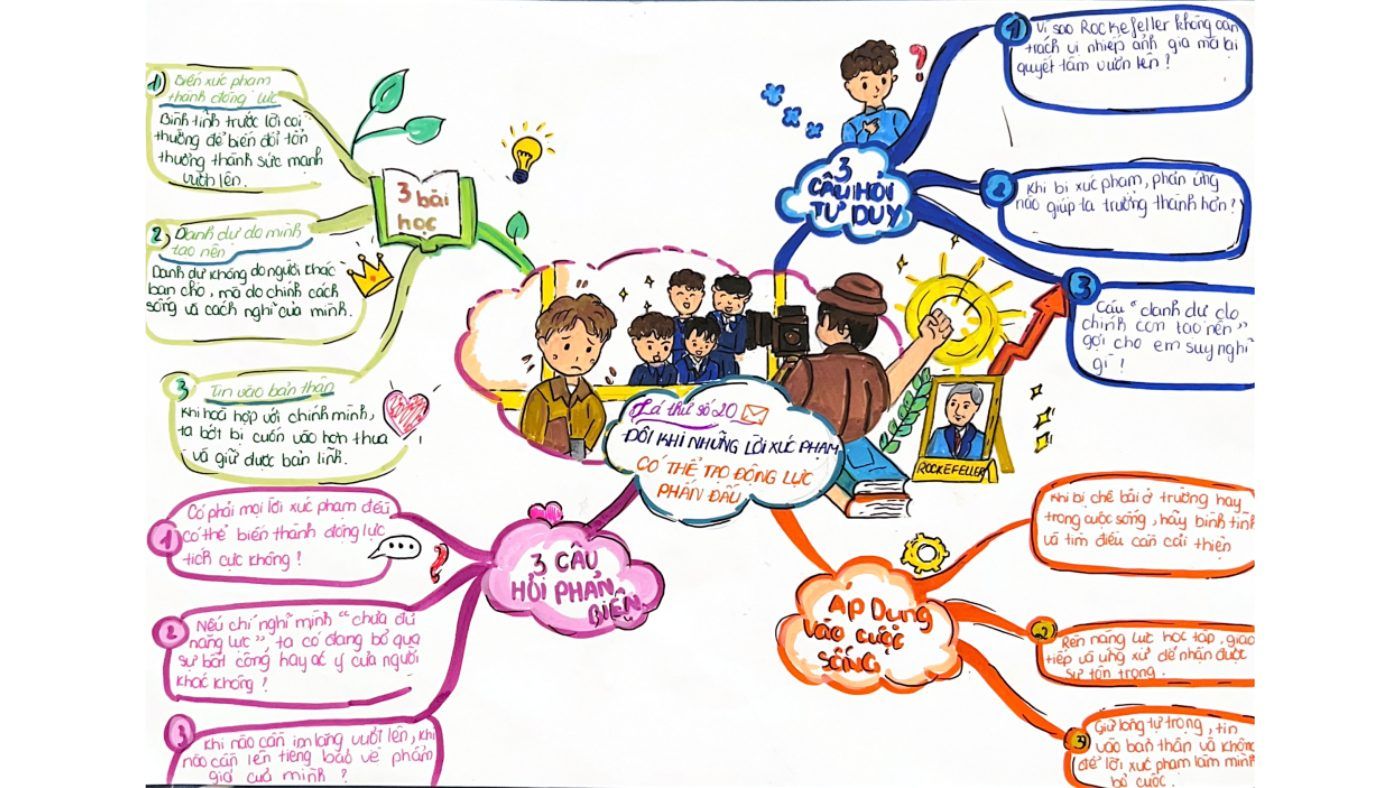 Lá thư số 20
ĐÔI KHI NHỮNG LỜI XÚC PHẠM
CÓ THỂ TẠO ĐỘNG LỰC
PHẤN ĐẤU
ROCKEFELLER
3 bài
học
1 Biến xúc phạm
thành động lực
Bình tĩnh trước lời coi
thường để biến đổi tổn
thương thành sức mạnh
vươn lên.
2 Danh dự do mình
tạo nên
Danh dự không do người khác
ban cho, mà do chính cách
sống và cách nghĩ của mình.
3 Tin vào bản thân
Khi hoà hợp với chính mình,
ta bớt bị cuốn vào hơn thua
và giữ được bản lĩnh.
3
CÂU HỎI
TƯ DUY
1 Vì sao Rockefeller không oán
trách vị nhiếp ảnh gia mà lại
quyết tâm vươn lên?
2 Khi bị xúc phạm, phản ứng
nào giúp ta trưởng thành hơn?
3 Câu "danh dự do
chính con tạo nên"
gợi cho em suy nghĩ
gì?
3 CÂU
HỎI PHẢN
BIỆN
1 Có phải mọi lời xúc phạm đều
có thể biến thành động lực
tích cực không?
2 Nếu chỉ nghĩ mình "chưa đủ
năng lực" ta có đang bỏ qua
sự bất công hay ác ý của người
khác không?
3 Khi nào cần im lặng vượt lên, khi
nào cần lên tiếng bảo vệ phẩm
giá của mình?
ÁP Dụng
vào cuộc
sống
Khi bị chê bai ở trường hay
trong cuộc sống, hãy bình tĩnh
và tìm điều cần cải thiện
2 Rèn năng lực học tập, giao
tiếp và ứng xử để nhận được
sự tôn trọng.
3 Giữ lòng tự trọng, tin
vào bản thân và không
để lời xúc phạm làm mình
bỏ cuộc.